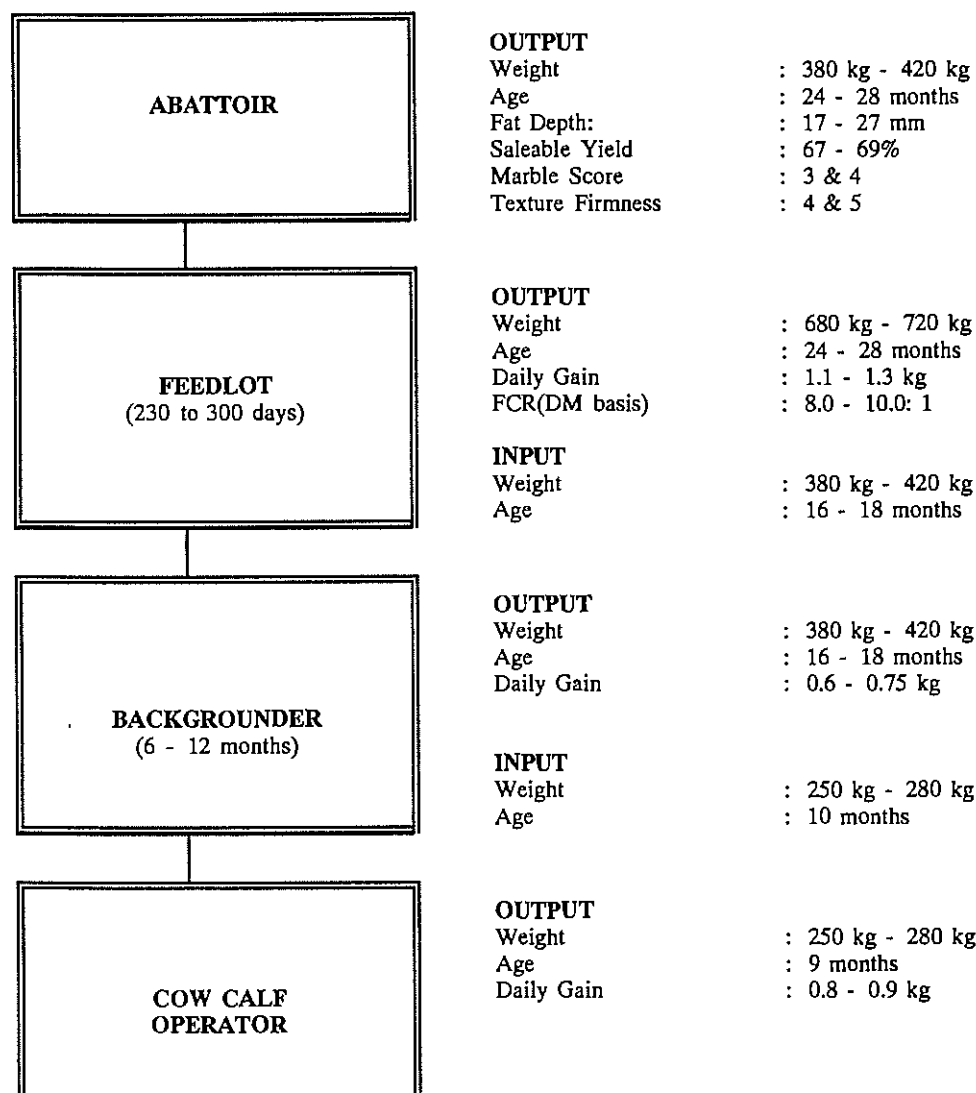 ABATTOIR
OUTPUT
Weight : 380 kg - 420 kg
Age : 24 - 28 months
Fat Depth: : 17 - 27 mm
Saleable Yield : 67 - 69%
Marble Score : 3 & 4
Texture Firmness : 4 & 5
FEEDLOT
(230 to 300 days)
OUTPUT
Weight : 680 kg - 720 kg
Age : 24 - 28 months
Daily Gain : 1.1 - 1.3 kg
FCR(DM basis) : 8.0 - 10.0: 1
INPUT
Weight : 380 kg - 420 kg
Age : 16 - 18 months
BACKGROUNDER
(6 - 12 months)
OUTPUT
Weight : 380 kg - 420 kg
Age : 16 - 18 months
Daily Gain : 0.6 - 0.75 kg
INPUT
Weight : 250 kg - 280 kg
Age : 10 months
COW CALF
OPERATOR
OUTPUT
Weight : 250 kg - 280 kg
Age : 9 months
Daily Gain : 0.8 - 0.9 kg